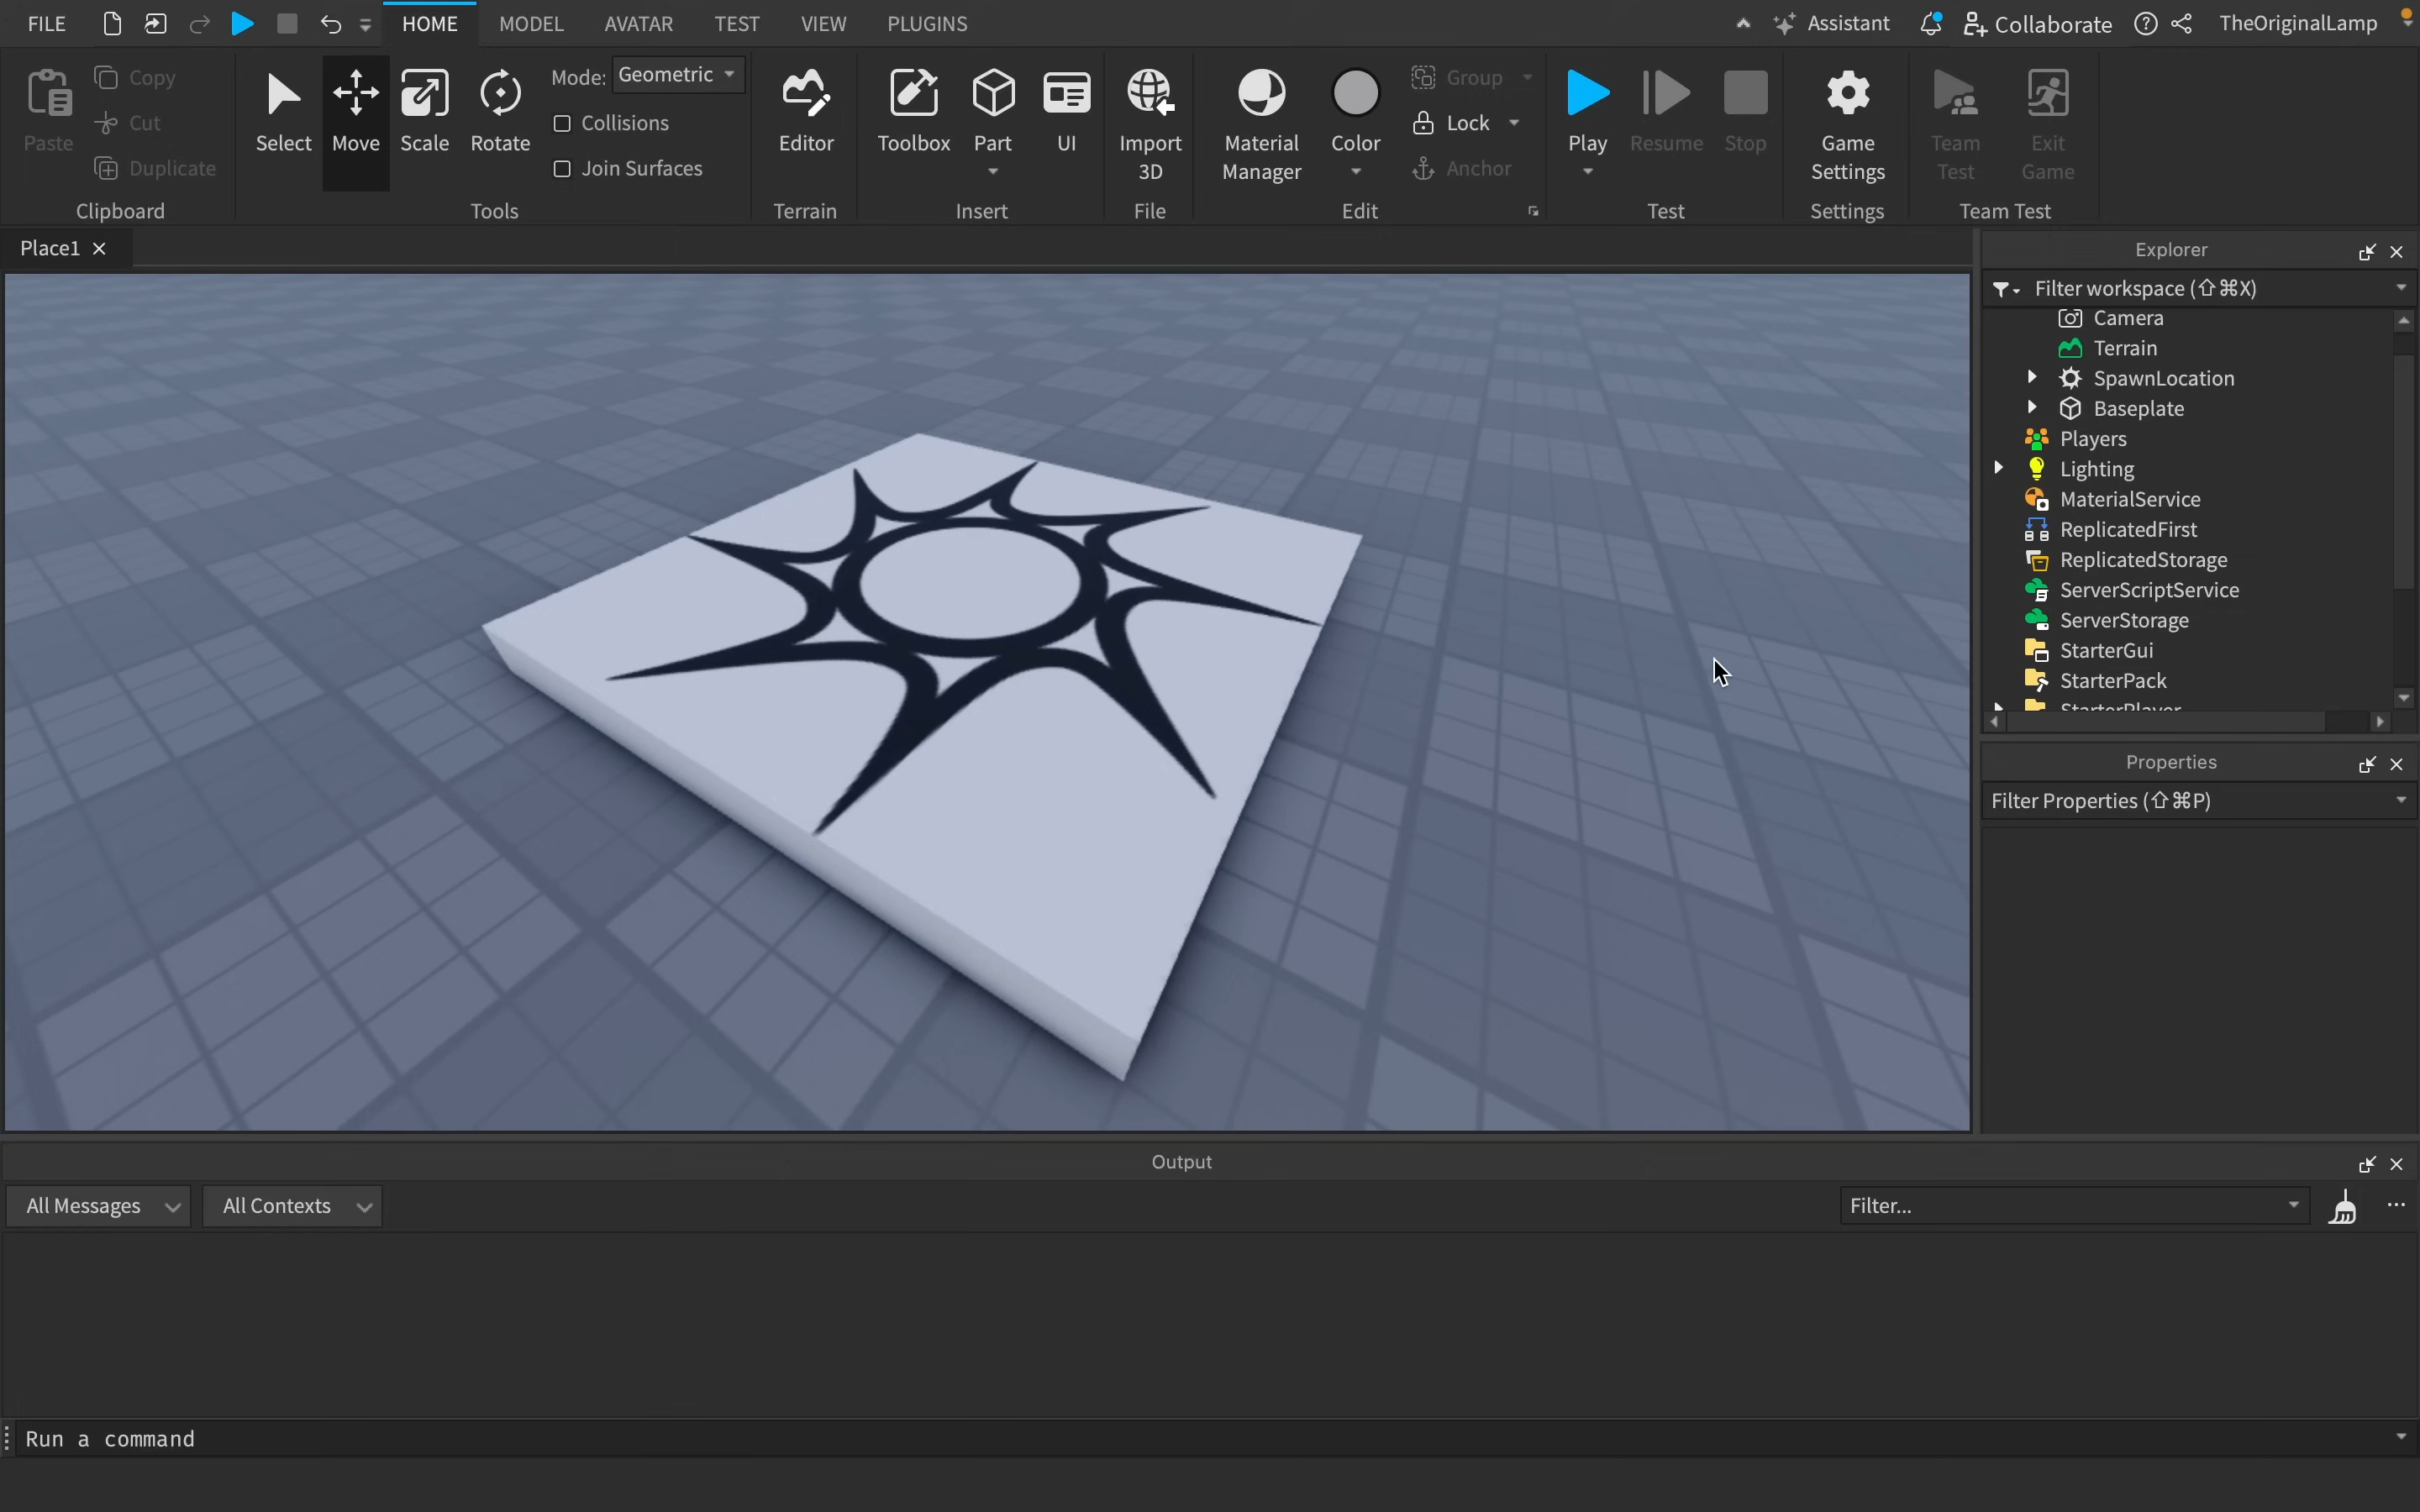 FILE HOME MODEL AVATAR TEST VIEW PLUGINS Assistant Collaborate TheOriginalLamp
Paste
Copy
Cut
Duplicate
Clipboard
Select Move Scale Rotate
Mode: Geometric
Collisions
Join Surfaces
Tools
Editor
Terrain
Toolbox Part UI
Insert
Import
3D
File
Material
Manager
Color
Group
Lock
Anchor
Edit
Play Resume Stop
Test
Game
Settings
Settings
Team
Test
Exit
Game
Team Test
Place1
Explorer
Filter workspace (⇧⌘X)
Camera
Terrain
SpawnLocation
Baseplate
Players
Lighting
MaterialService
ReplicatedFirst
ReplicatedStorage
ServerScriptService
ServerStorage
StarterGui
StarterPack
StarterPlayer
Properties
Filter Properties (⇧⌘P)
Output
All Messages All Contexts Filter...
Run a command